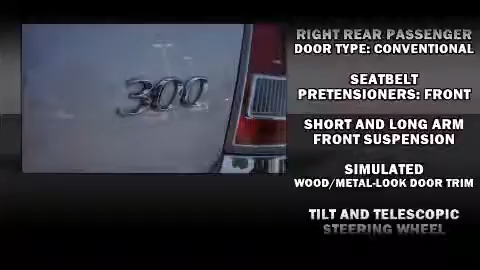 300
RIGHT REAR PASSENGER
DOOR TYPE: CONVENTIONAL
SEATBELT
PRETENSIONERS: FRONT
SHORT AND LONG ARM
FRONT SUSPENSION
SIMULATED
WOOD/METAL-LOOK DOOR TRIM
TILT AND TELESCOPIC
STEERING WHEEL